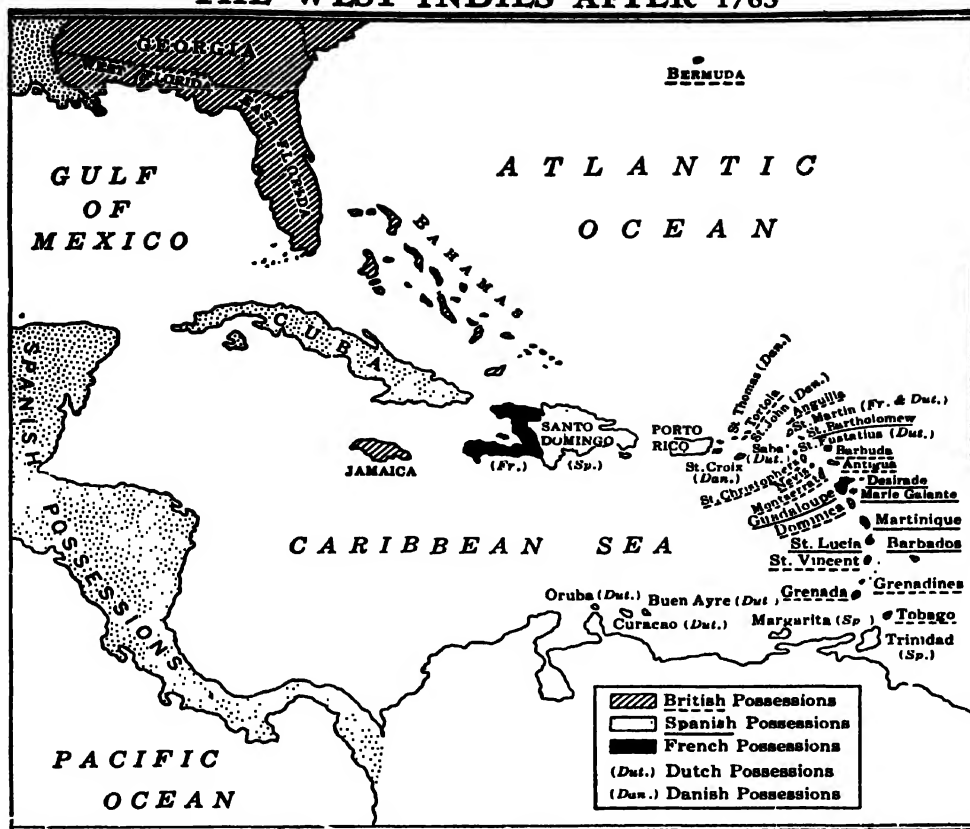 THE WEST INDIES AFTER 1763
GEORGIA
WEST FLORIDA
EAST FLORIDA
BERMUDA
GULF
OF
MEXICO
ATLANTIC
OCEAN
BAHAMAS
CUBA
SPANISH
POSSESSIONS
JAMAICA
(Fr.)
SANTO
DOMINGO
(Sp.)
PORTO
RICO
St. Thomas (Dan.)
Tortola
St. John (Dan.)
Anguilla
St. Martin (Fr. & Dut.)
St. Bartholomew
St. Eustatius (Dut.)
Saba
(Dut.)
St. Croix
(Dan.)
St. Christophers
Nevis
Montserrat
Guadaloupe
Dominica
Barbuda
Antigua
Desirade
Marie Galante
Martinique
St. Lucia
Barbados
St. Vincent
Grenadines
Grenada
Tobago
CARIBBEAN SEA
Oruba (Dut.)
Buen Ayre (Dut.)
Curacao (Dut.)
Margarita (Sp.)
Trinidad
(Sp.)
PACIFIC
OCEAN
British Possessions
Spanish Possessions
French Possessions
(Dut.) Dutch Possessions
(Dan.) Danish Possessions